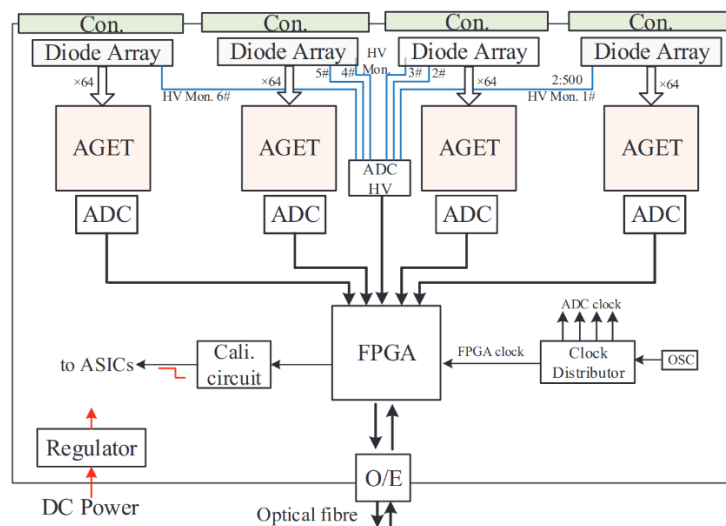 Con.
Con.
Con.
Con.
Diode Array
Diode Array
HV
Mon.
Diode Array
Diode Array
×64
5#
4#
3#
2#
×64
×64
2:500
×64
HV Mon. 6#
HV Mon. 1#
AGET
AGET
AGET
AGET
ADC
HV
ADC
ADC
ADC
ADC
ADC clock
FPGA
FPGA clock
Clock
Distributor
OSC
to ASICs
Cali.
circuit
Regulator
O/E
DC Power
Optical fibre